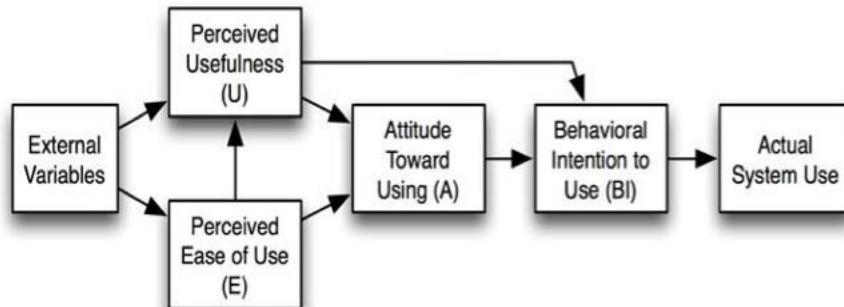 Perceived
Usefulness
(U)
External
Variables
Perceived
Ease of Use
(E)
Attitude
Toward
Using (A)
Behavioral
Intention to
Use (BI)
Actual
System Use